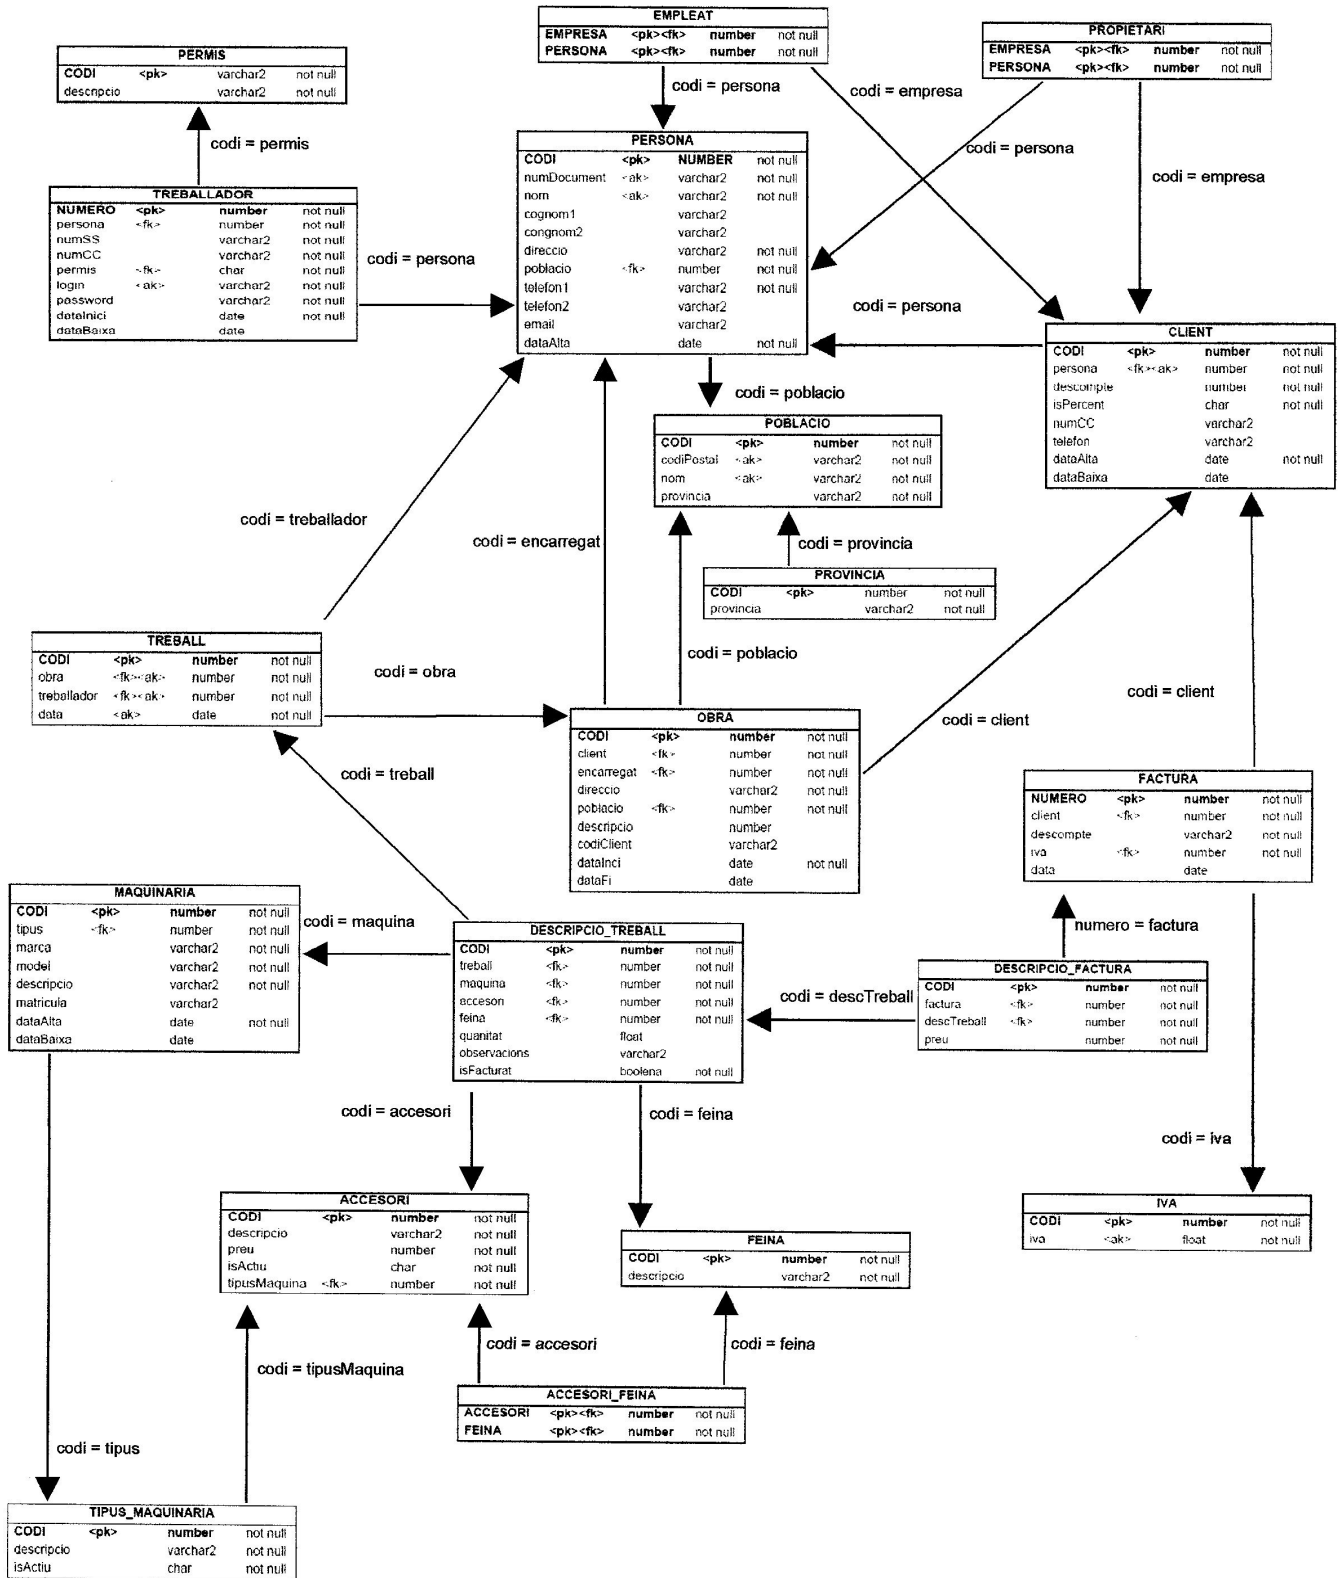 EMPLEAT
EMPRESA <pk><fk> number not null
PERSONA <pk><fk> number not null
PROPIETARI
EMPRESA <pk><fk> number not null
PERSONA <pk><fk> number not null
PERMIS
CODI <pk> varchar2 not null
descripcio varchar2 not null
codi = persona
codi = empresa
codi = permis
codi = persona
codi = empresa
PERSONA
CODI <pk> NUMBER not null
numDocument <ak> varchar2 not null
nom <ak> varchar2 not null
cognom1 varchar2
congnom2 varchar2
direccio varchar2 not null
poblacio <fk> number not null
telefon1 varchar2 not null
telefon2 varchar2
email varchar2
dataAlta date not null
TREBALLADOR
NUMERO <pk> number not null
persona <fk> number not null
numSS varchar2 not null
numCC varchar2 not null
permis <fk> char not null
login <ak> varchar2 not null
password varchar2 not null
dataInici date not null
dataBaixa date
codi = persona
codi = persona
CLIENT
CODI <pk> number not null
persona <fk><ak> number not null
descompte number not null
isPercent char not null
numCC varchar2
telefon varchar2
dataAlta date not null
dataBaixa date
codi = poblacio
POBLACIO
CODI <pk> number not null
codiPostal <ak> varchar2 not null
nom <ak> varchar2 not null
provincia varchar2 not null
codi = treballador
codi = encarregat
codi = provincia
PROVINCIA
CODI <pk> number not null
provincia varchar2 not null
TREBALL
CODI <pk> number not null
obra <fk><ak> number not null
treballador <fk><ak> number not null
data <ak> date not null
codi = obra
codi = poblacio
codi = client
codi = client
OBRA
CODI <pk> number not null
client <fk> number not null
encarregat <fk> number not null
direccio varchar2 not null
poblacio <fk> number not null
descripcio number
codiClient varchar2
dataInci date not null
dataFi date
codi = treball
FACTURA
NUMERO <pk> number not null
client <fk> number not null
descompte varchar2 not null
iva <fk> number not null
data date
MAQUINARIA
CODI <pk> number not null
tipus <fk> number not null
marca varchar2 not null
model varchar2 not null
descripcio varchar2 not null
matricula varchar2
dataAlta date not null
dataBaixa date
codi = maquina
numero = factura
DESCRIPCIO_TREBALL
CODI <pk> number not null
treball <fk> number not null
maquina <fk> number not null
accesori <fk> number not null
feina <fk> number not null
quanitat float
observacions varchar2
isFacturat boolena not null
codi = descTreball
DESCRIPCIO_FACTURA
CODI <pk> number not null
factura <fk> number not null
descTreball <fk> number not null
preu number not null
codi = accesori
codi = feina
codi = iva
ACCESORI
CODI <pk> number not null
descripcio varchar2 not null
preu number not null
isActiu char not null
tipusMaquina <fk> number not null
FEINA
CODI <pk> number not null
descripcio varchar2 not null
IVA
CODI <pk> number not null
iva <ak> float not null
codi = tipusMaquina
codi = accesori
codi = feina
ACCESORI_FEINA
ACCESORI <pk><fk> number not null
FEINA <pk><fk> number not null
codi = tipus
TIPUS_MAQUINARIA
CODI <pk> number not null
descripcio varchar2 not null
isActiu char not null